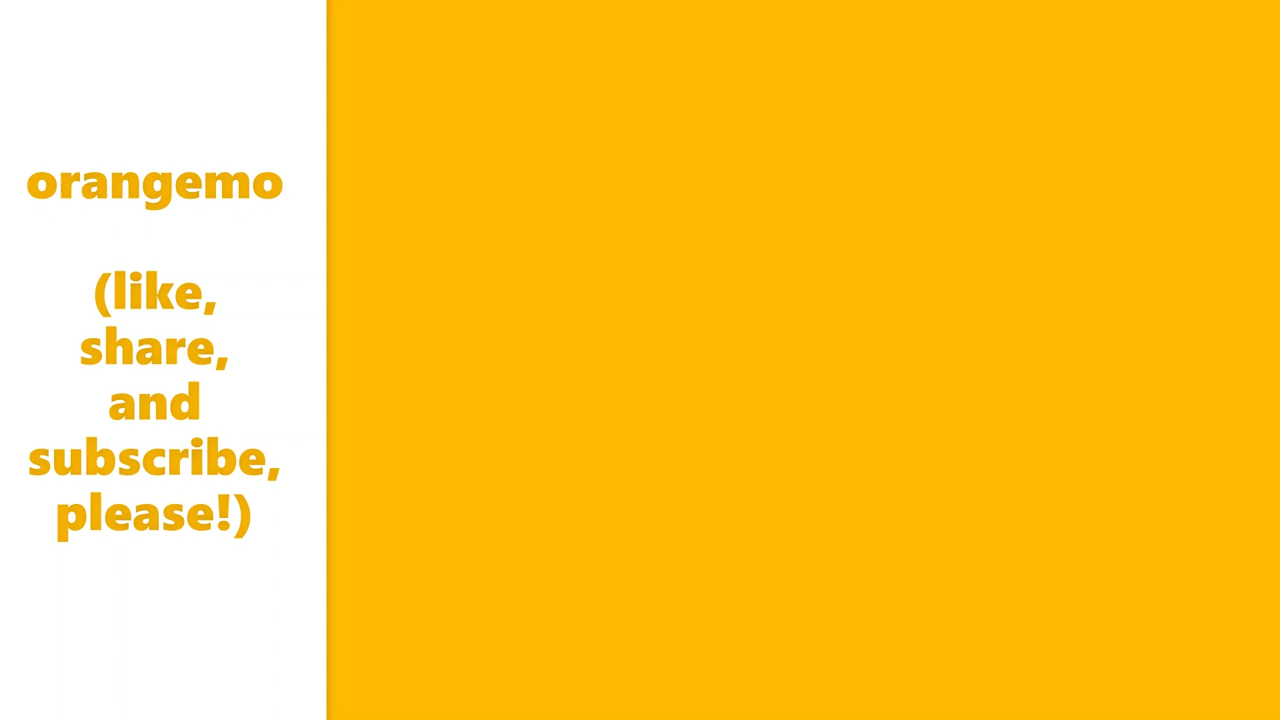 orangemo
(like,
share,
and
subscribe,
please!)